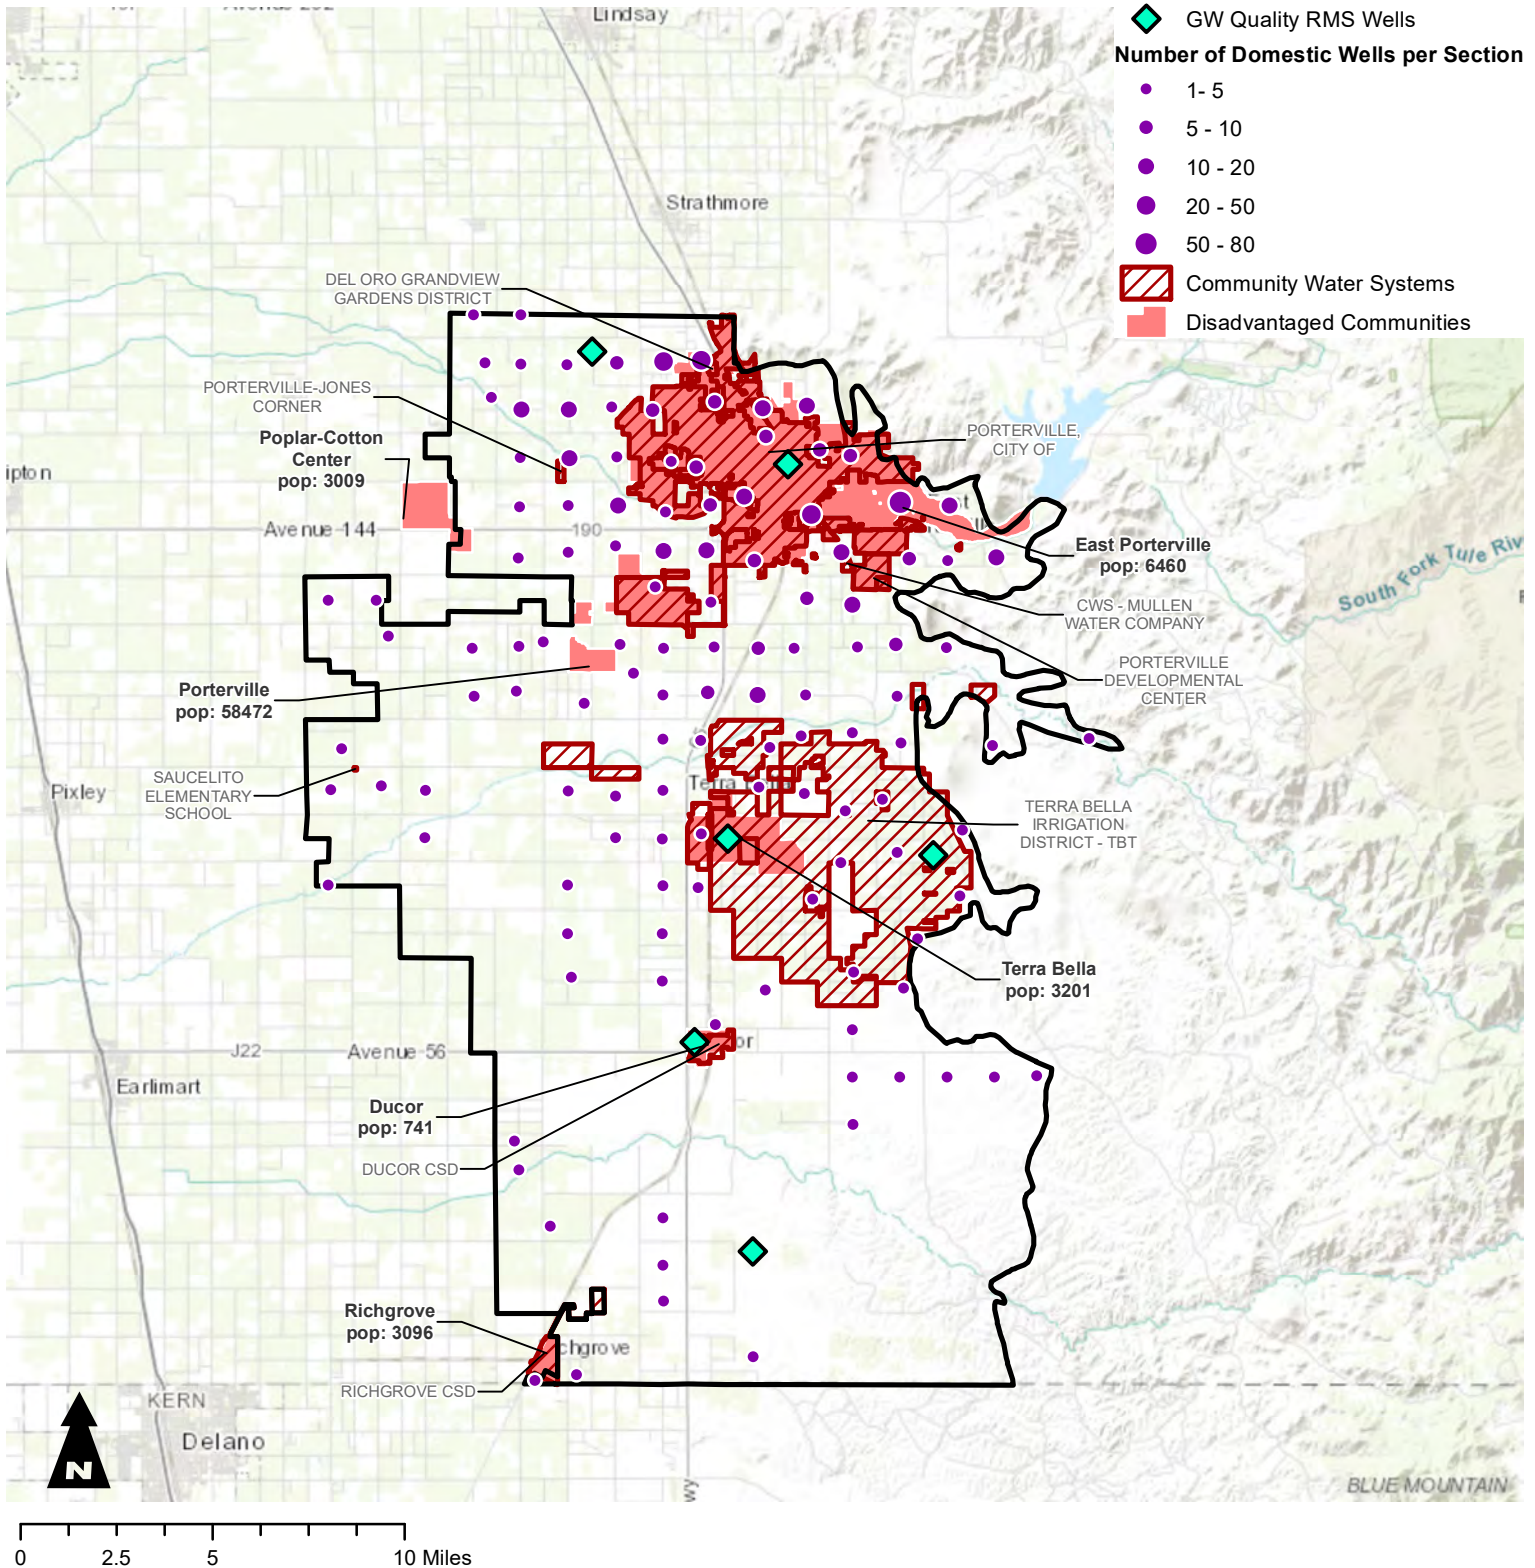 Lindsay
GW Quality RMS Wells
Number of Domestic Wells per Section
1- 5
5 - 10
10 - 20
20 - 50
50 - 80
Community Water Systems
Disadvantaged Communities
Strathmore
DEL ORO GRANDVIEW
GARDENS DISTRICT
PORTERVILLE-JONES
CORNER
Poplar-Cotton
Center
pop: 3009
PORTERVILLE,
CITY OF
ipton
Avenue 144
190
East Porterville
pop: 6460
South Fork Tule Riv
CWS - MULLEN
WATER COMPANY
PORTERVILLE
DEVELOPMENTAL
CENTER
Porterville
pop: 58472
Pixley
SAUCELITO
ELEMENTARY
SCHOOL
Terra
TERRA BELLA
IRRIGATION
DISTRICT - TBT
Terra Bella
pop: 3201
J22
Avenue 56
or
Earlimart
Ducor
pop: 741
DUCOR CSD
Richgrove
pop: 3096
chgrove
RICHGROVE CSD
KERN
Delano
N
BLUE MOUNTAIN
wy
0
2.5
5
10 Miles